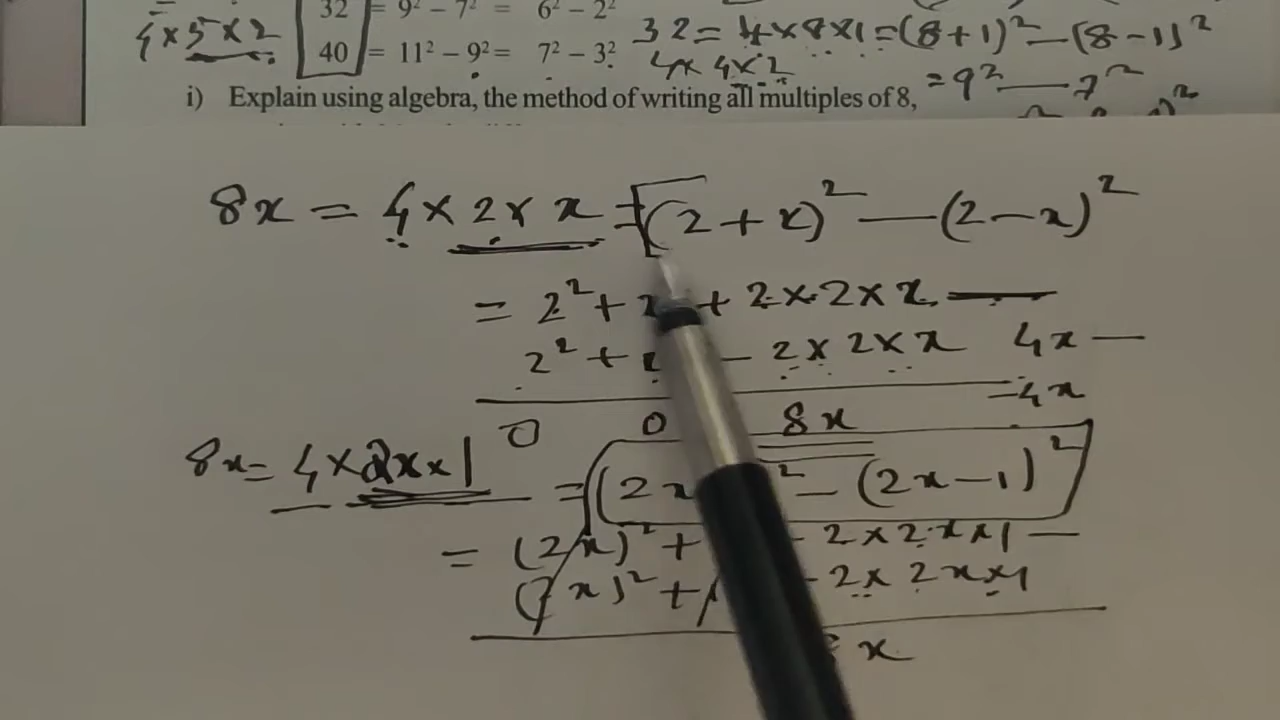 32 = 9² – 7² = 6² – 2²
4 × 5 × 2
40 = 11² – 9² = 7² – 3²
32 = 4 × 8 × 1 = (8 + 1)² – (8 – 1)²
4 × 4 × 2
= 9² – 7²
i) Explain using algebra, the method of writing all multiples of 8,
8x = 4 × 2 × x = (2 + x)² – (2 – x)²
= 2² + + 2 × 2 × x –
2² + – 2 × 2 × x 4x –
–4x
0 0 8x
8x = 4 × 2x × 1 = (2x ² – (2x – 1)²
= (2x)² + 2 × 2x × 1 –
(2x)² + – 2 × 2x × 1
x